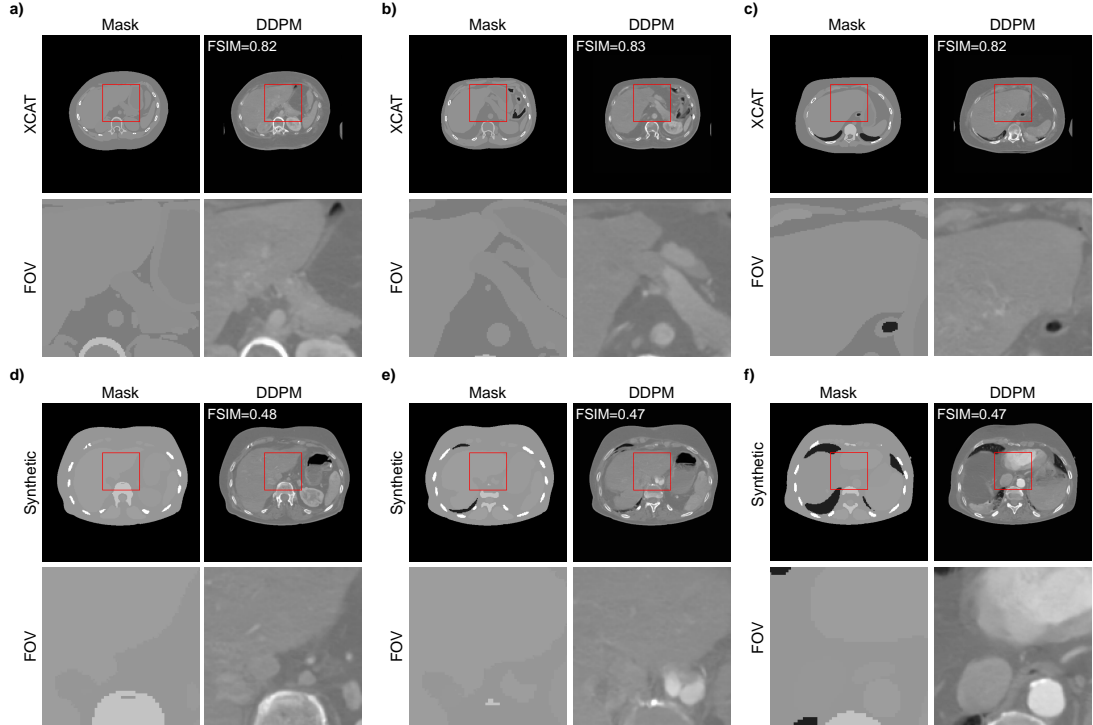 a)
Mask
DDPM
XCAT
FSIM=0.82
FOV
b)
Mask
DDPM
XCAT
FSIM=0.83
FOV
c)
Mask
DDPM
XCAT
FSIM=0.82
FOV
d)
Mask
DDPM
Synthetic
FSIM=0.48
FOV
e)
Mask
DDPM
Synthetic
FSIM=0.47
FOV
f)
Mask
DDPM
Synthetic
FSIM=0.47
FOV